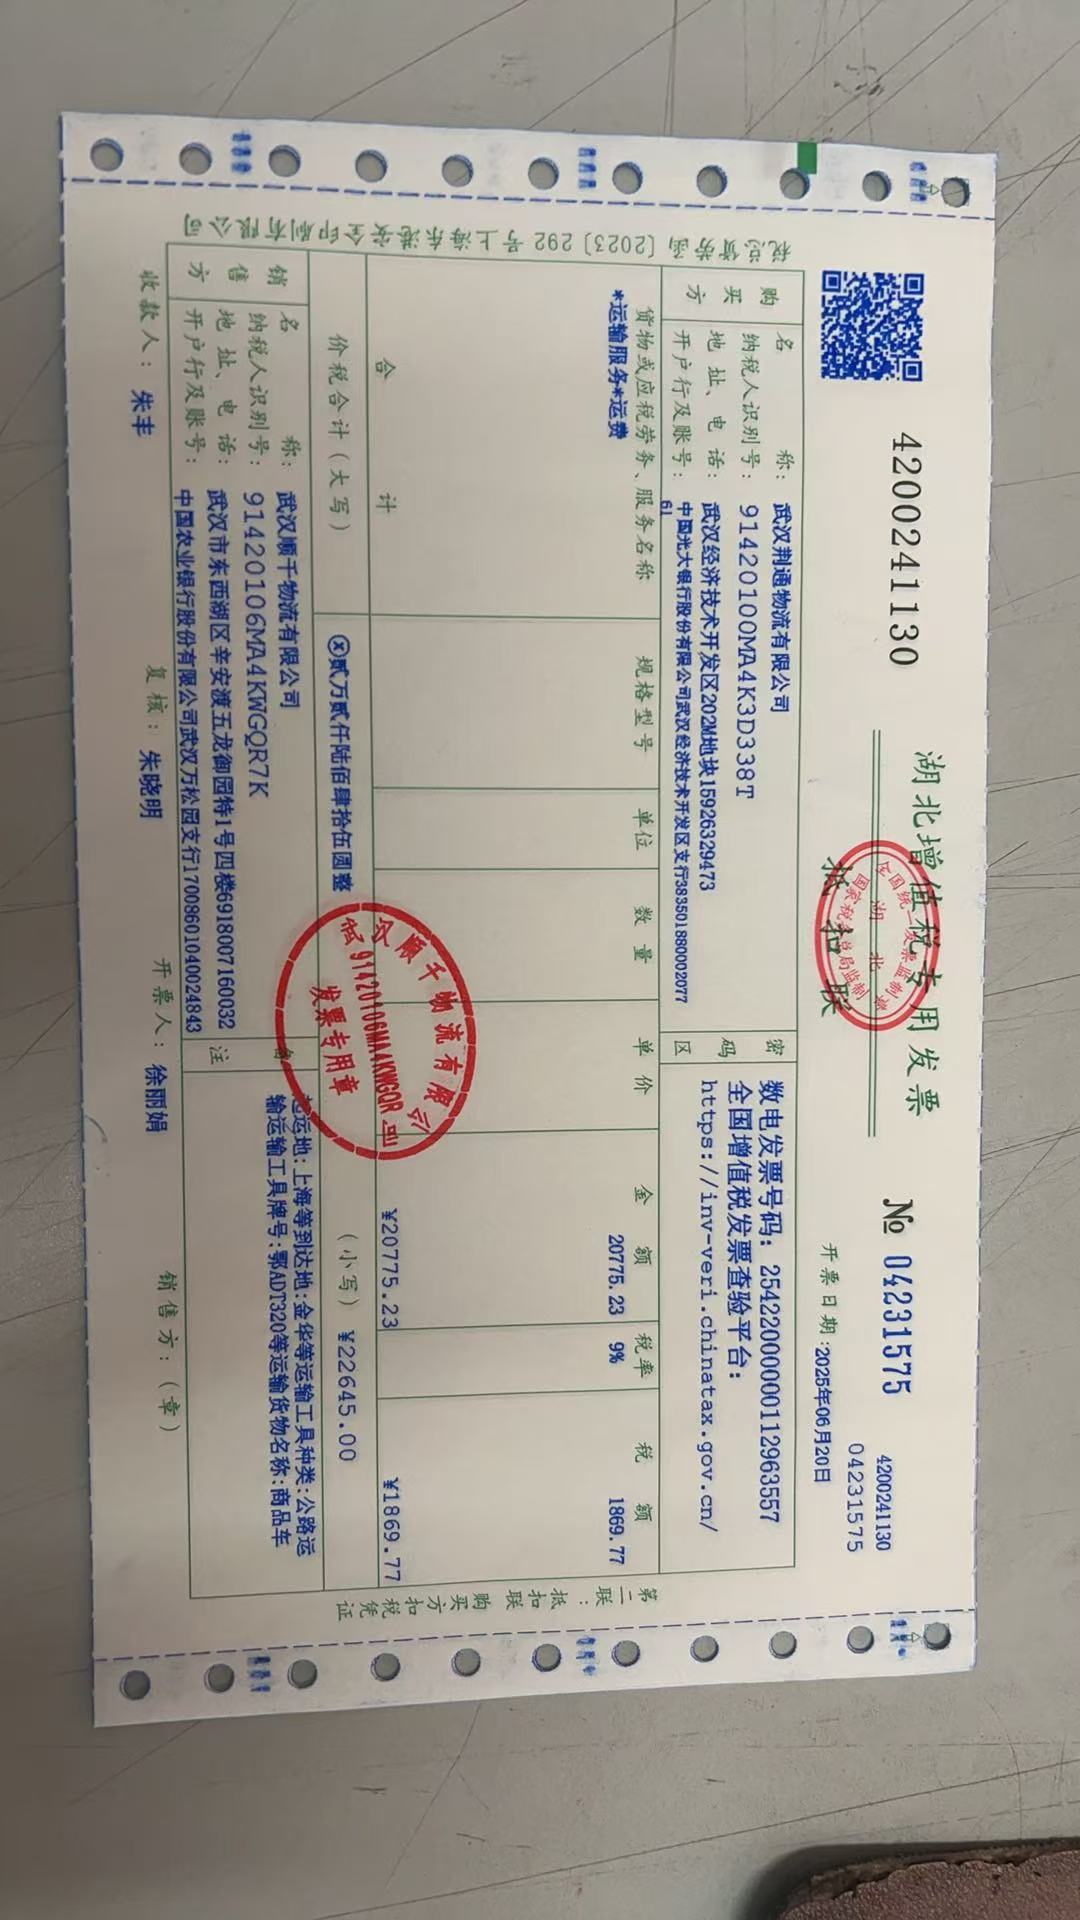 4200241130
湖北增值税专用发票
抵扣联
全国统一发票监制章
湖北
国家税务总局监制
№ 04231575
4200241130
04231575
开票日期:2025年06月20日
税总货劳函〔2023〕292号上海东港安全印刷有限公司
购买方
名称: 武汉荆通物流有限公司
纳税人识别号: 91420100MA4K3D338T
地址、电话: 武汉经济技术开发区202M地块15926329473
开户行及账号: 中国光大银行股份有限公司武汉经济技术开发区支行383501880002077
61
密码区
数电发票号码: 25422000000112963557
全国增值税发票查验平台:
https://inv-veri.chinatax.gov.cn/
货物或应税劳务、服务名称 规格型号 单位 数量 单价 金额 税率 税额
*运输服务*运费 20775.23 9% 1869.77
合计 ¥20775.23 ¥1869.77
价税合计(大写) ⓧ贰万贰仟陆佰肆拾伍圆整 (小写) ¥22645.00
销售方
名称: 武汉顺千物流有限公司
纳税人识别号: 91420106MA4KWGQR7K
地址、电话: 武汉市东西湖区辛安渡五龙御园特1号四楼69180071600032
开户行及账号: 中国农业银行股份有限公司武汉万松园支行17008601040024843
备注
起运地:上海等到达地:金华等运输工具种类:公路运
输运输工具牌号:鄂ADT320等运输货物名称:商品车
武汉顺千物流有限公司
91420106MA4KWGQR
发票专用章
收款人: 朱丰 复核: 朱晓明 开票人: 徐丽娟 销售方:(章)
第二联:抵扣联 购买方扣税凭证